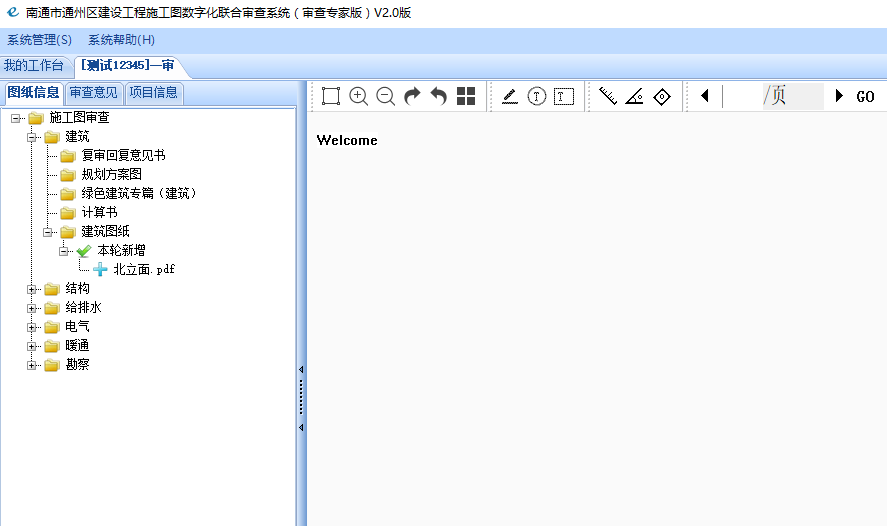 南通市通州区建设工程施工图数字化联合审查系统（审查专家版）V2.0版
系统管理(S) 系统帮助(H)
我的工作台 [测试12345]一审
图纸信息 审查意见 项目信息
T T /页 GO
施工图审查
建筑
Welcome
复审回复意见书
规划方案图
绿色建筑专篇（建筑）
计算书
建筑图纸
本轮新增
北立面.pdf
结构
给排水
电气
暖通
勘察